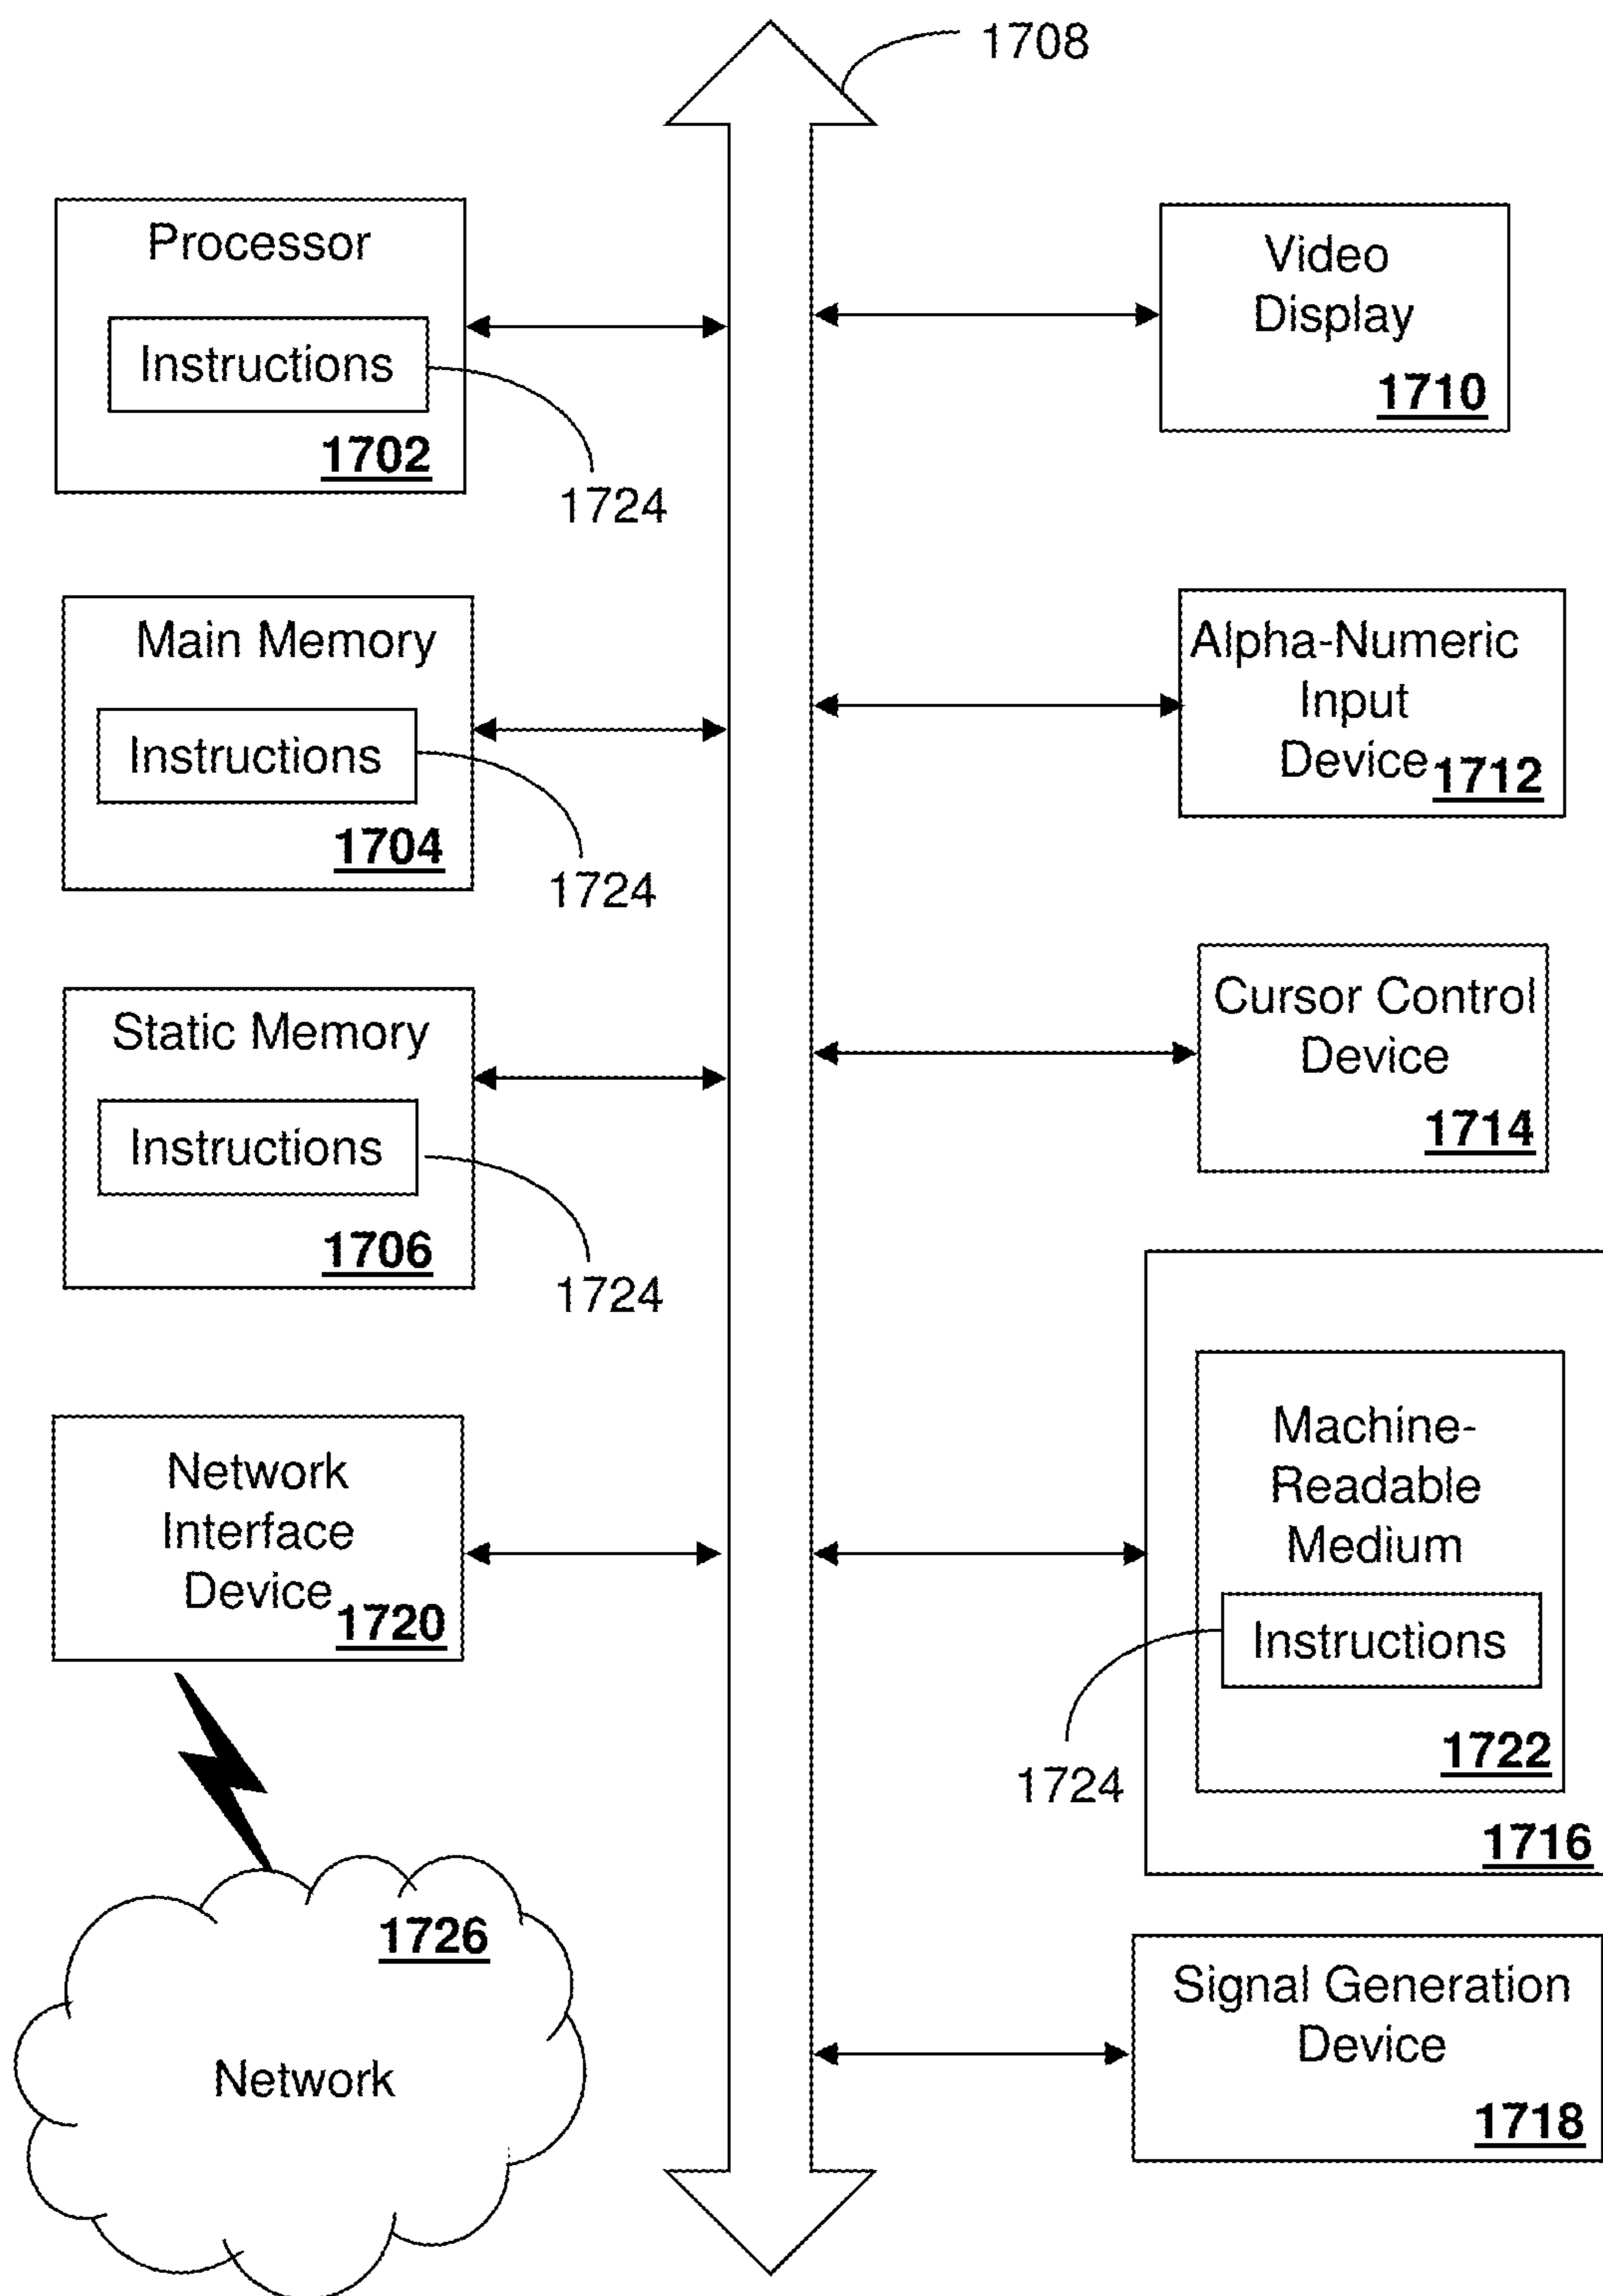 1708
Processor
Instructions
1702
1724
Main Memory
Instructions
1704
1724
Static Memory
Instructions
1706
1724
Network
Interface
Device
1720
1726
Network
Video
Display
1710
Alpha-Numeric
Input
Device
1712
Cursor Control
Device
1714
Machine-
Readable
Medium
Instructions
1722
1724
1716
Signal Generation
Device
1718